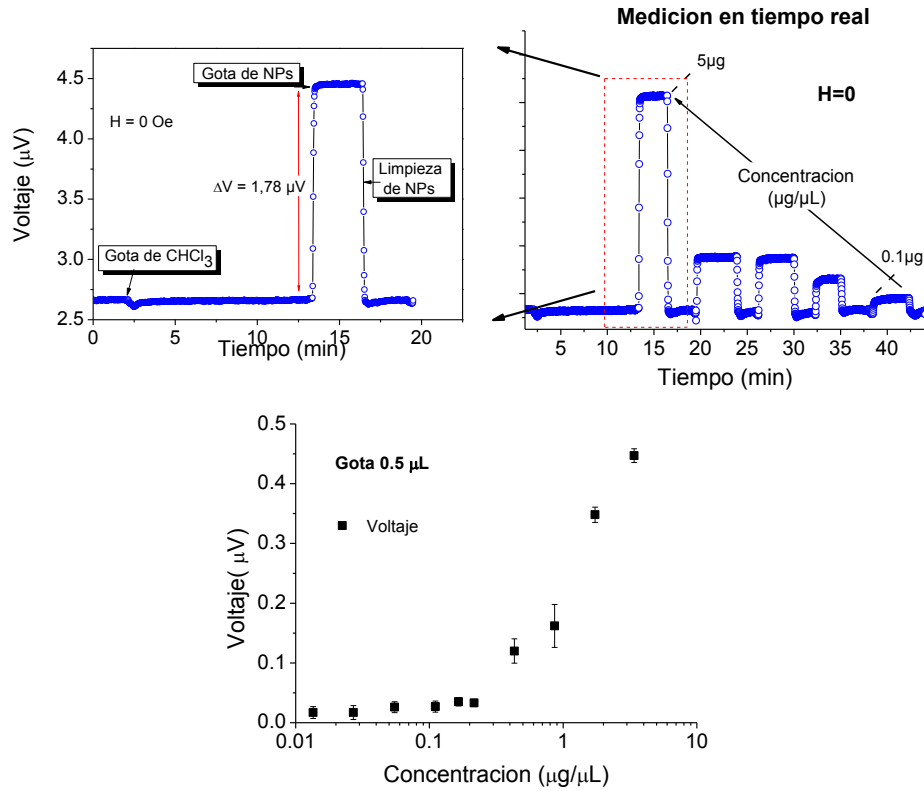 Medicion en tiempo real
4.5
4.0
3.5
3.0
2.5
Voltaje (μV)
Gota de NPs
H = 0 Oe
ΔV = 1,78 μV
Limpieza
de NPs
Gota de CHCl3
0
5
10
15
20
Tiempo (min)
5μg
H=0
Concentracion
(μg/μL)
0.1μg
5
10
15
20
25
30
35
40
Tiempo (min)
0.5
0.4
0.3
0.2
0.1
0.0
Voltaje( μV)
Gota 0.5 μL
Voltaje
0.01
0.1
1
10
Concentracion (μg/μL)